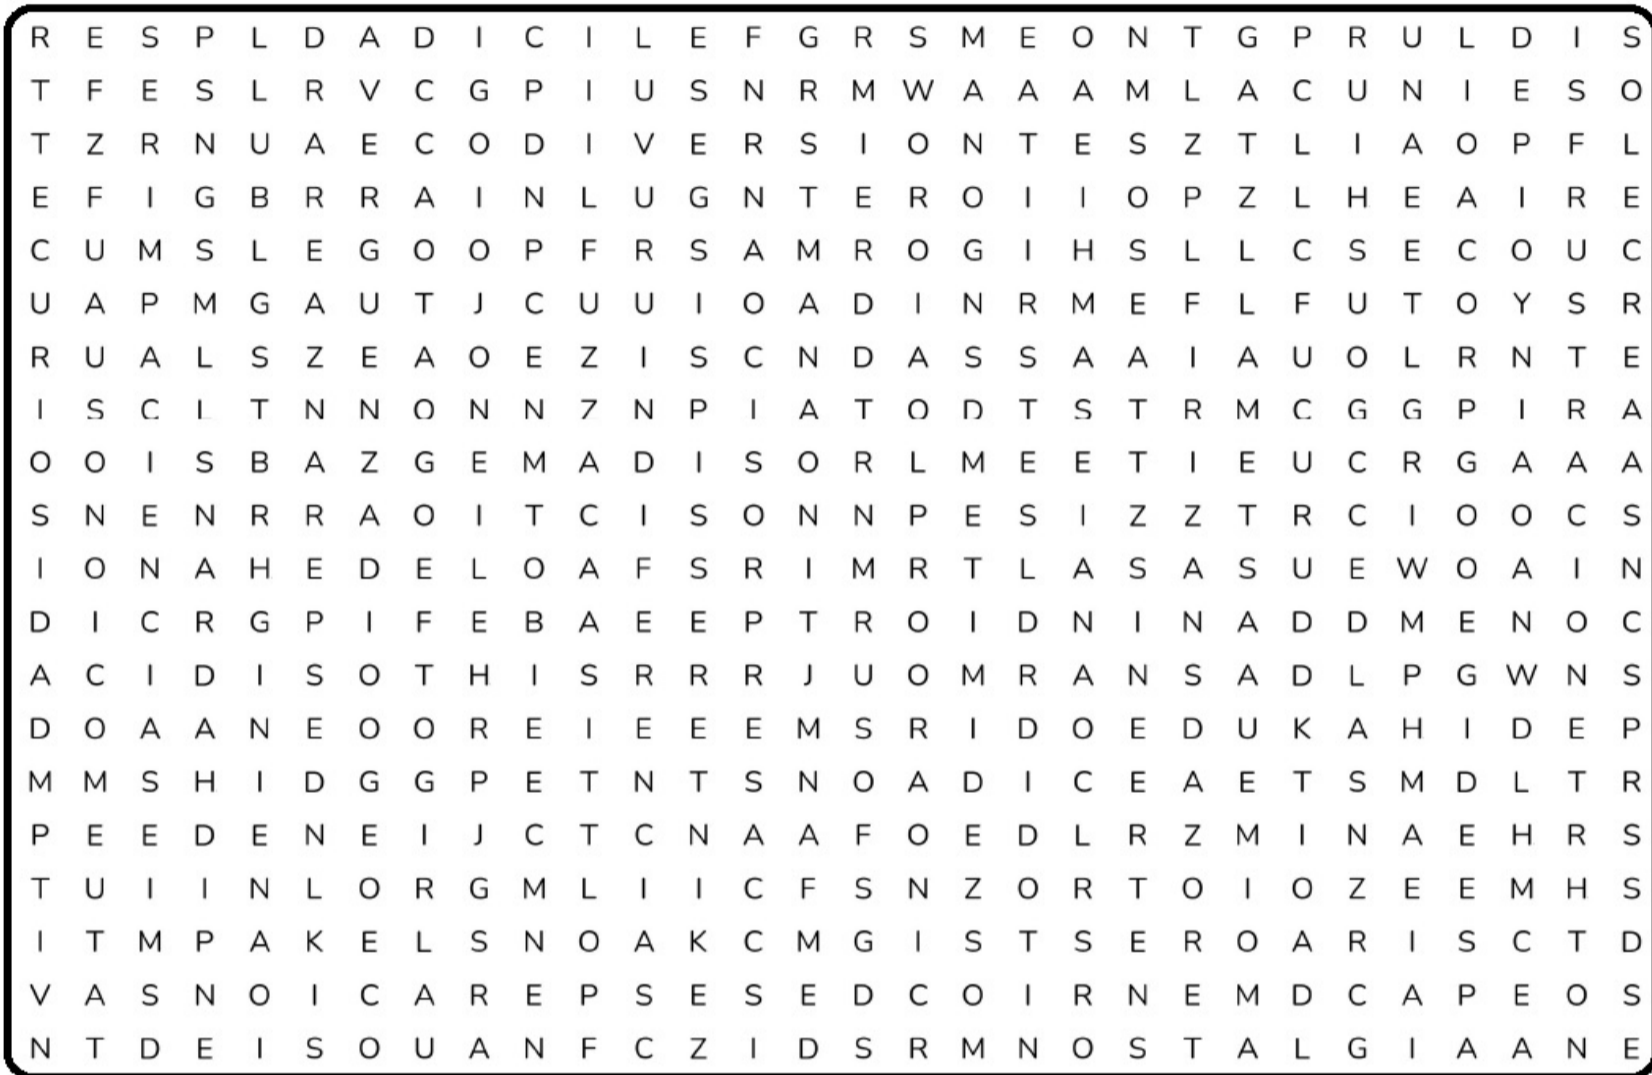 R E S P L D A D I C I L E F G R S M E O N T G P R U L D I S
T F E S L R V C G P I U S N R M W A A A M L A C U N I E S O
T Z R N U A E C O D I V E R S I O N T E S Z T L I A O P F L
E F I G B R R A I N L U G N T E R O I I O P Z L H E A I R E
C U M S L E G O O P F R S A M R O G I H S L L C S E C O U C
U A P M G A U T J C U U I O A D I N R M E F L F U T O Y S R
R U A L S Z E A O E Z I S C N D A S S A A I A U O L R N T E
I S C L T N N O N N Z N P I A T O D T S T R M C G G P I R A
O O I S B A Z G E M A D I S O R L M E E T I E U C R G A A A
S N E N R R A O I T C I S O N N P E S I Z Z T R C I O O C S
I O N A H E D E L O A F S R I M R T L A S A S U E W O A I N
D I C R G P I F E B A E E P T R O I D N I N A D D M E N O C
A C I D I S O T H I S R R R J U O M R A N S A D L P G W N S
D O A A N E O O R E I E E E M S R I D O E D U K A H I D E P
M M S H I D G G P E T N T S N O A D I C E A E T S M D L T R
P E E D E N E I J C T C N A A F O E D L R Z M I N A E H R S
T U I I N L O R G M L I I C F S N Z O R T O I O Z E E M H S
I T M P A K E L S N O A K C M G I S T S E R O A R I S C T D
V A S N O I C A R E P S E S E D C O I R N E M D C A P E O S
N T D E I S O U A N F C Z I D S R M N O S T A L G I A A N E